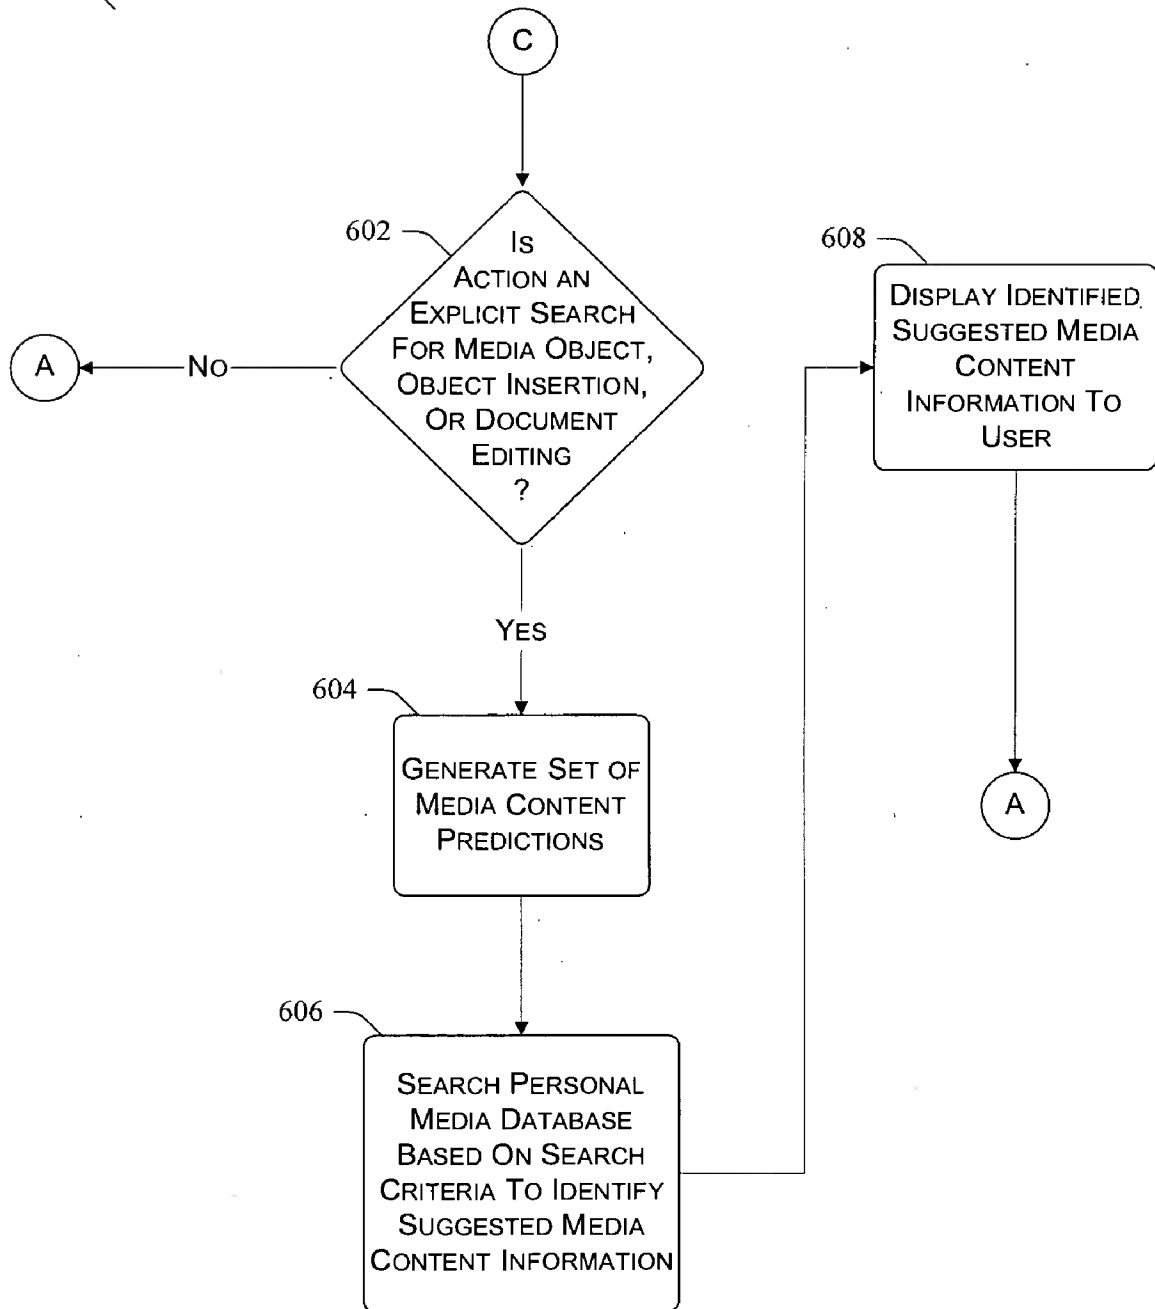 C
602
IS
ACTION AN
EXPLICIT SEARCH
FOR MEDIA OBJECT,
OBJECT INSERTION,
OR DOCUMENT
EDITING
?
A
NO
YES
604
GENERATE SET OF
MEDIA CONTENT
PREDICTIONS
606
SEARCH PERSONAL
MEDIA DATABASE
BASED ON SEARCH
CRITERIA TO IDENTIFY
SUGGESTED MEDIA
CONTENT INFORMATION
608
DISPLAY IDENTIFIED
SUGGESTED MEDIA
CONTENT
INFORMATION TO
USER
A